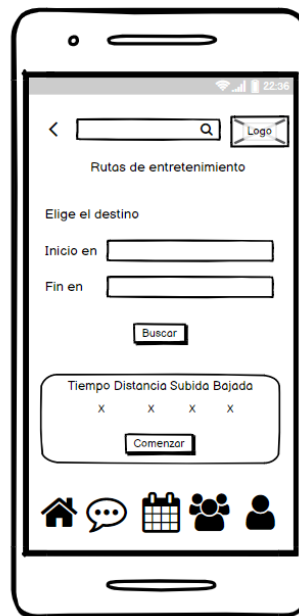 22:36
Logo
Rutas de entretenimiento
Elige el destino
Inicio en
Fin en
Buscar
Tiempo Distancia Subida Bajada
x x x x
Comenzar